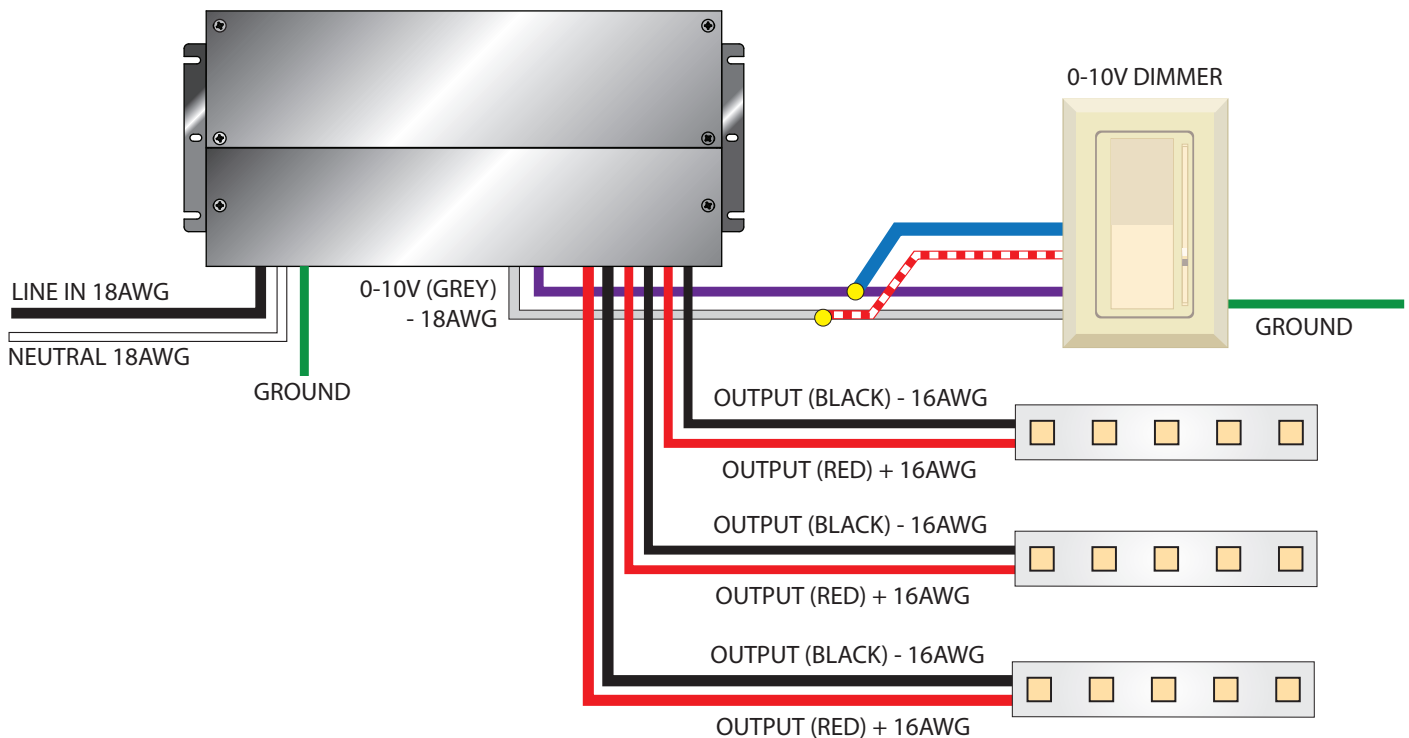 0-10V DIMMER
LINE IN 18AWG
0-10V (GREY)
- 18AWG
NEUTRAL 18AWG
GROUND
GROUND
OUTPUT (BLACK) - 16AWG
OUTPUT (RED) + 16AWG
OUTPUT (BLACK) - 16AWG
OUTPUT (RED) + 16AWG
OUTPUT (BLACK) - 16AWG
OUTPUT (RED) + 16AWG